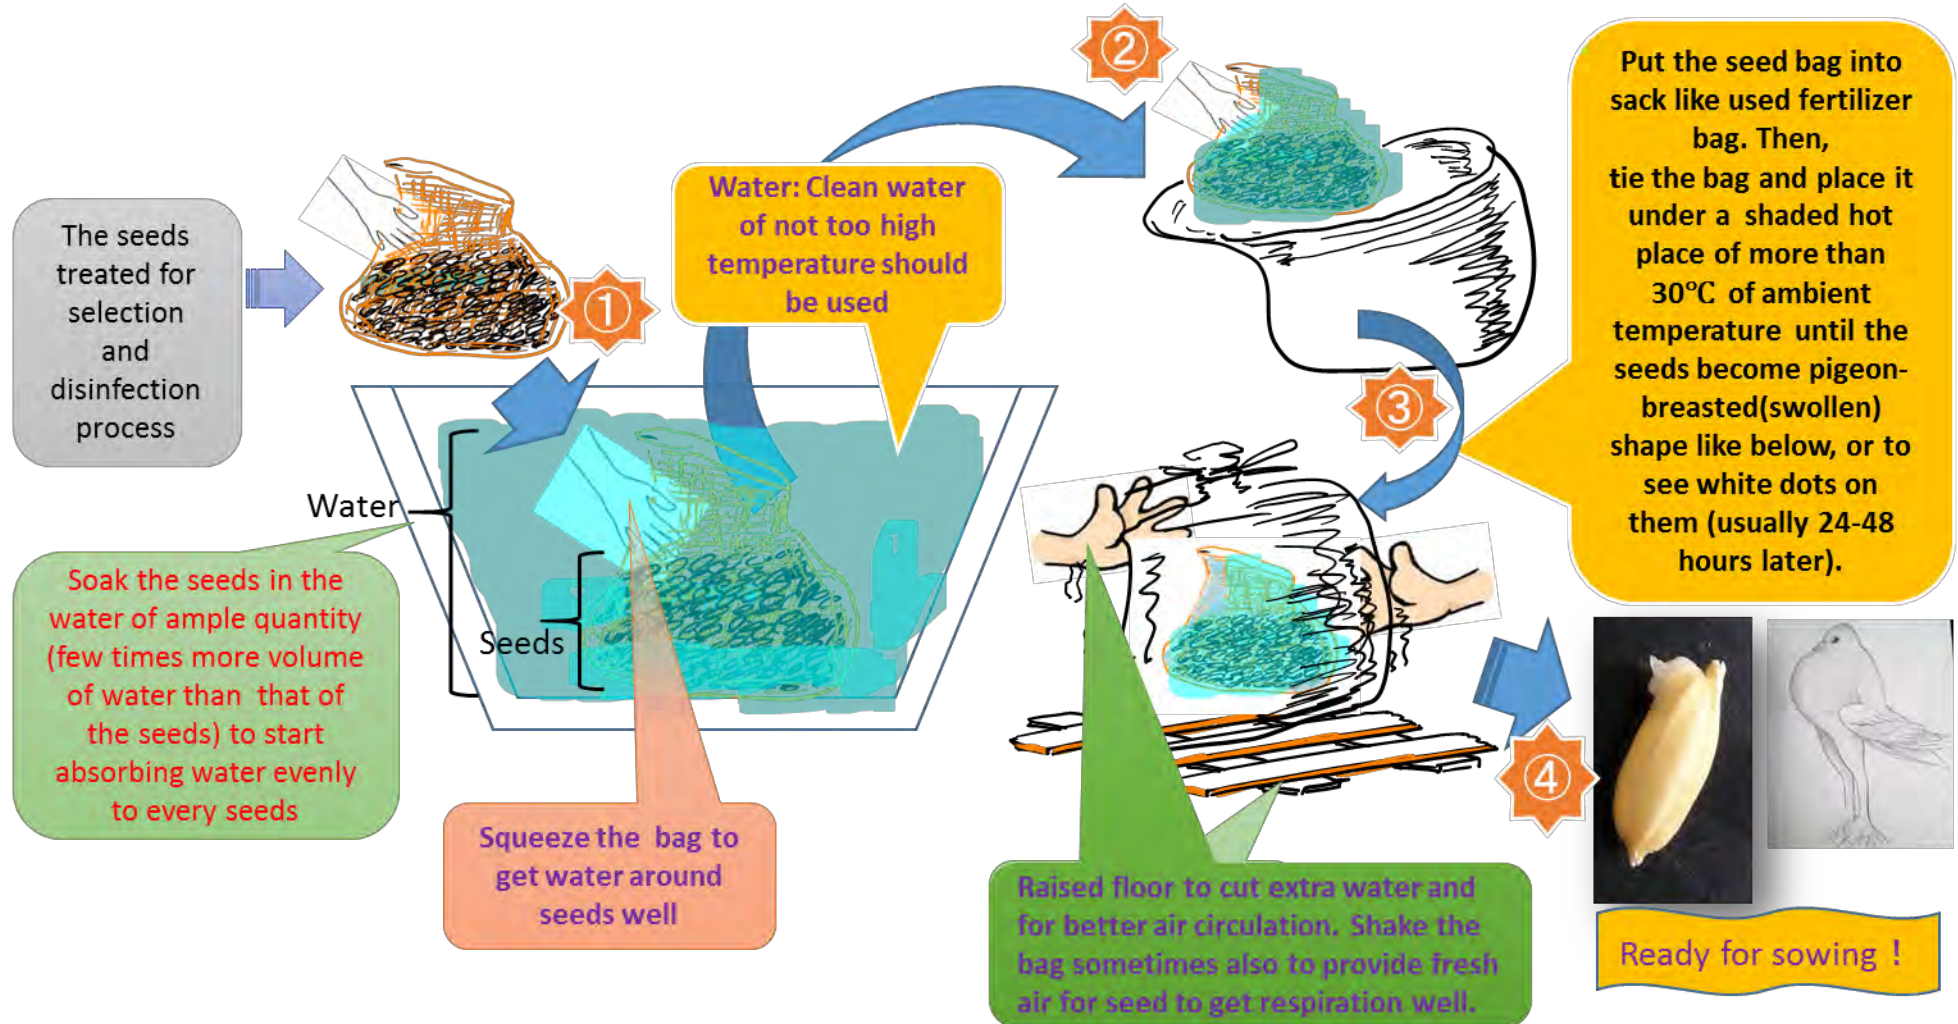 The seeds
treated for
selection
and
disinfection
process
①
Water: Clean water
of not too high
temperature should
be used
②
Put the seed bag into
sack like used fertilizer
bag. Then,
tie the bag and place it
under a shaded hot
place of more than
30℃ of ambient
temperature until the
seeds become pigeon-
breasted(swollen)
shape like below, or to
see white dots on
them (usually 24-48
hours later).
③
Water
Seeds
Soak the seeds in the
water of ample quantity
(few times more volume
of water than that of
the seeds) to start
absorbing water evenly
to every seeds
Squeeze the bag to
get water around
seeds well
Raised floor to cut extra water and
for better air circulation. Shake the
bag sometimes also to provide fresh
air for seed to get respiration well.
④
Ready for sowing !